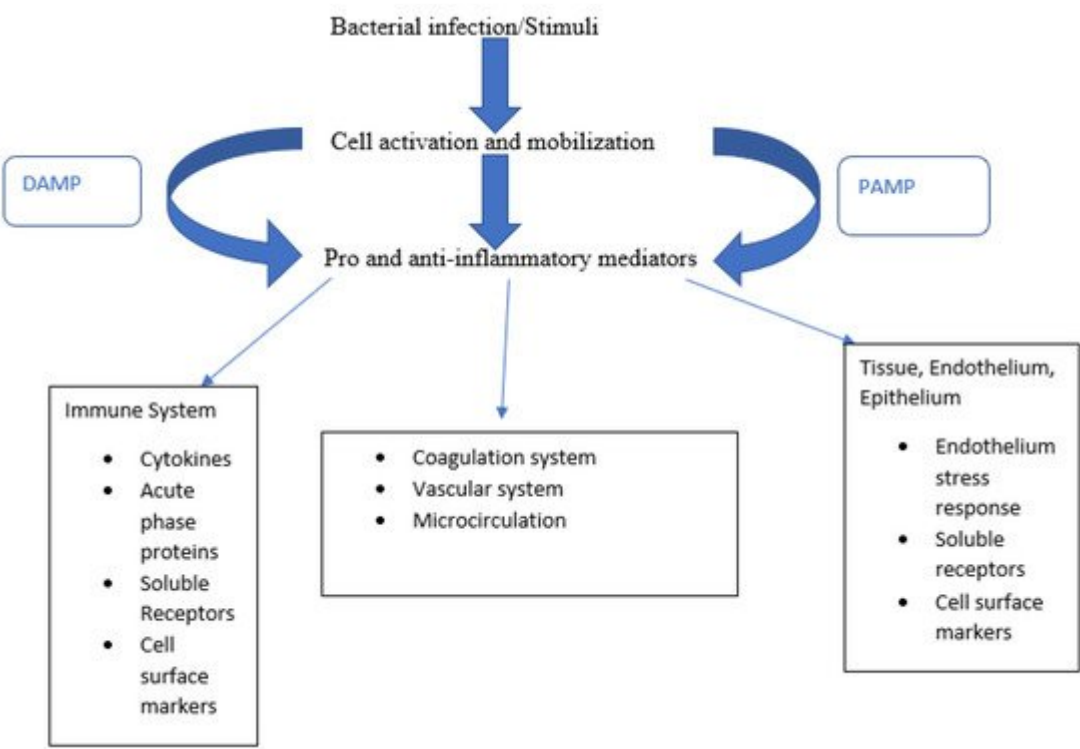 Bacterial infection/Stimuli
Cell activation and mobilization
DAMP
PAMP
Pro and anti-inflammatory mediators
Immune System
• Cytokines
• Acute
phase
proteins
• Soluble
Receptors
• Cell
surface
markers
• Coagulation system
• Vascular system
• Microcirculation
Tissue, Endothelium,
Epithelium
• Endothelium
stress
response
• Soluble
receptors
• Cell surface
markers